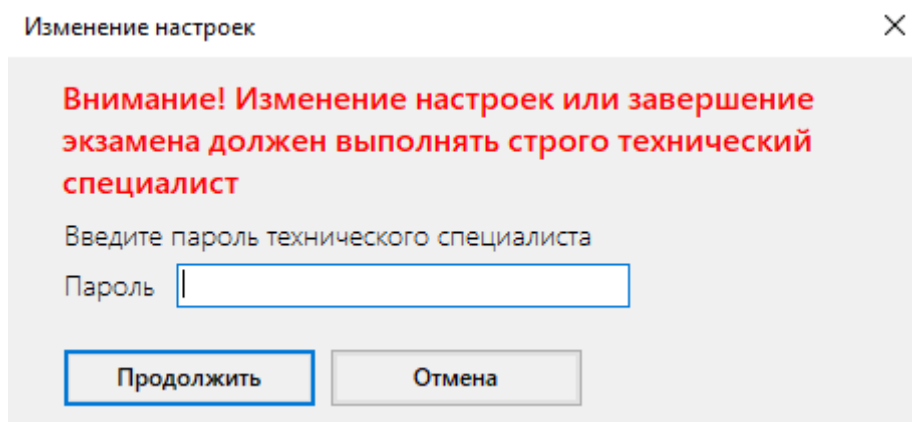 Изменение настроек
Внимание! Изменение настроек или завершение
экзамена должен выполнять строго технический
специалист
Введите пароль технического специалиста
Пароль
Продолжить Отмена